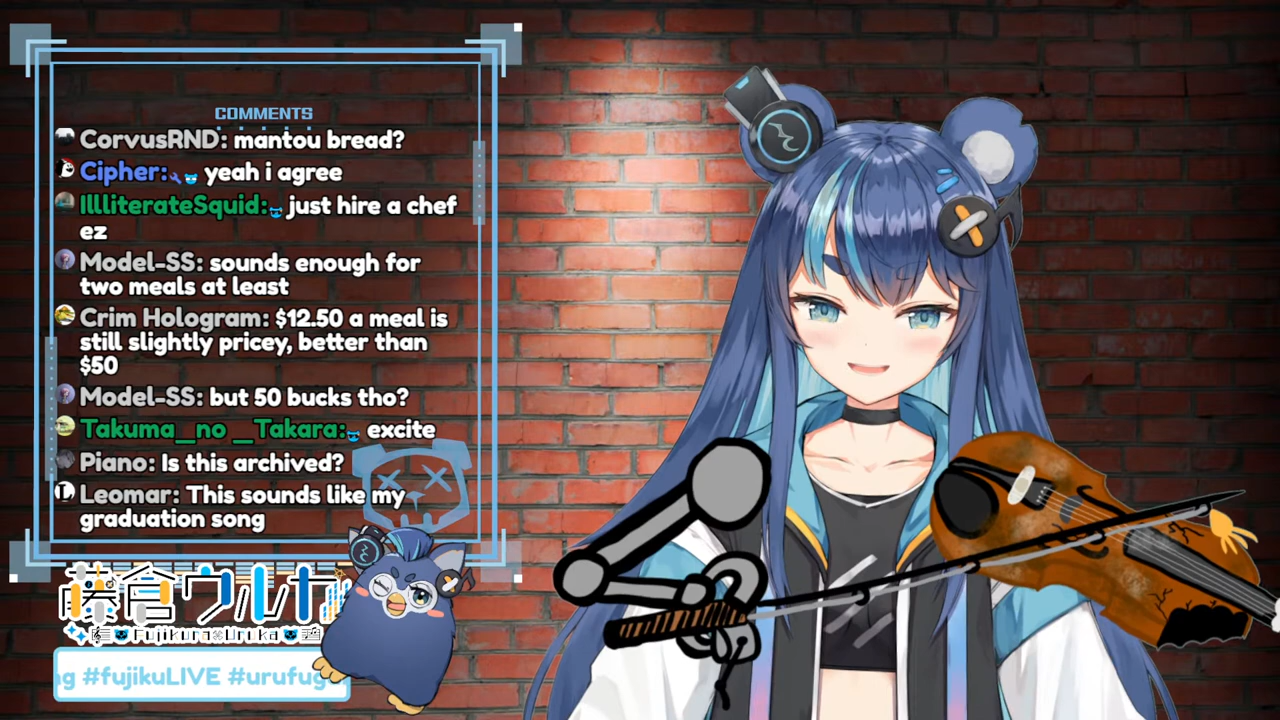 COMMENTS
CorvusRND: mantou bread?
Cipher: yeah i agree
IllliterateSquid: just hire a chef
ez
Model-SS: sounds enough for
two meals at least
Crim Hologram: $12.50 a meal is
still slightly pricey, better than
$50
Model-SS: but 50 bucks tho?
Takuma_no_Takara: excite
Piano: Is this archived?
Leomar: This sounds like my
graduation song
藤倉ウルカ
Fujikura Uruka
#fujikuLIVE